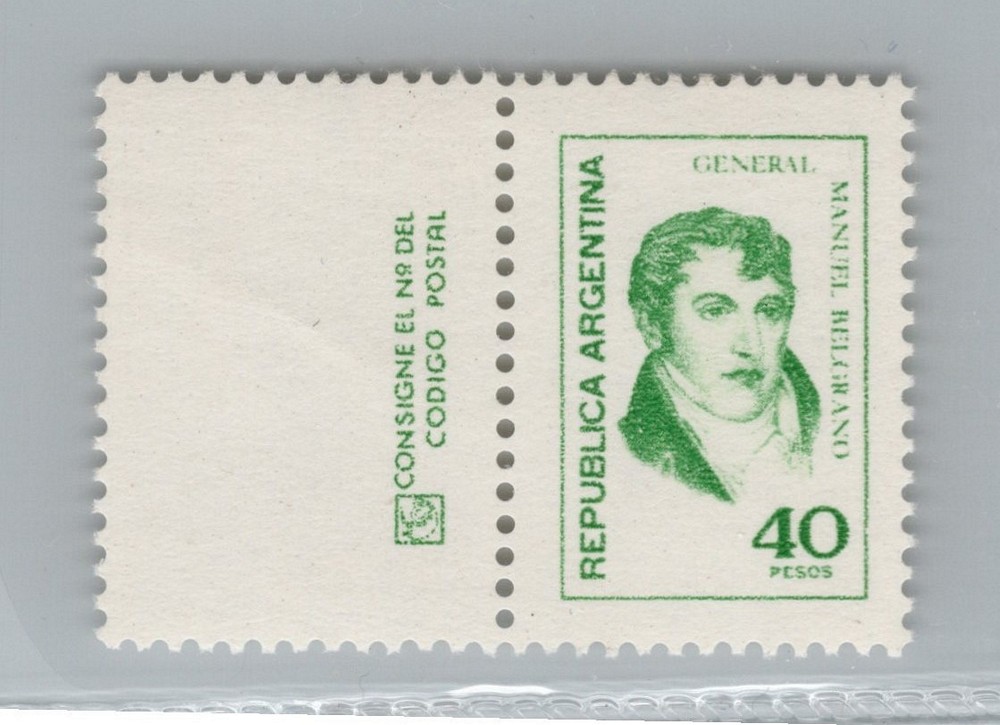 CONSIGNE EL Nº DEL
CODIGO POSTAL
REPUBLICA ARGENTINA
GENERAL
MANUEL BELGRANO
40
PESOS